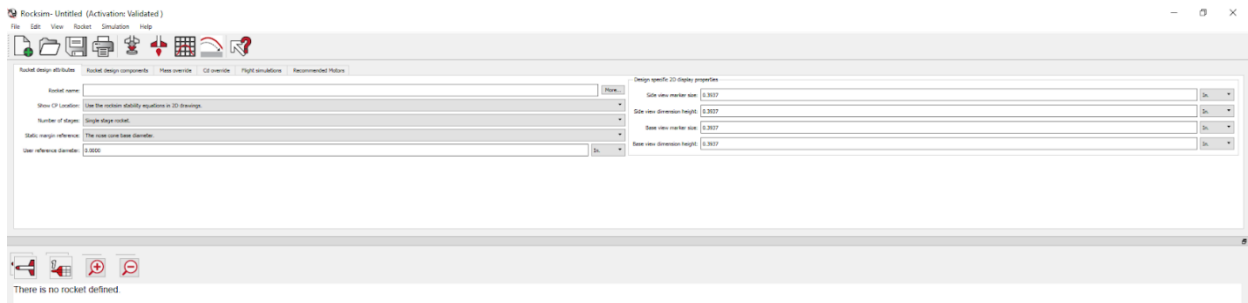 Rocksim- Untitled (Activation: Validated )
File Edit View Rocket Simulation Help
Rocket design attributes Rocket design components Mass override Cd override Flight simulations Recommended Motors
Rocket name: More...
Show CP Location: Use the rocksim stability equations in 2D drawings.
Number of stages: Single stage rocket.
Static margin reference: The nose cone base diameter.
User reference diameter: 0.0000 In.
Design specific 2D display properties
Side view marker size: 0.3937 In.
Side view dimension height: 0.3937 In.
Base view marker size: 0.3937 In.
Base view dimension height: 0.3937 In.
There is no rocket defined.